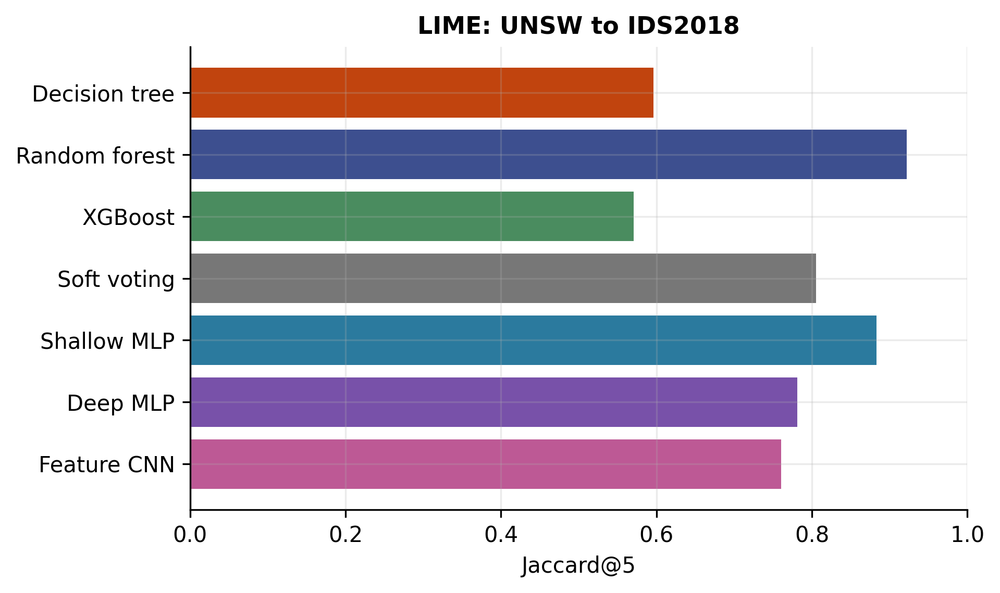 LIME: UNSW to IDS2018
Decision tree
Random forest
XGBoost
Soft voting
Shallow MLP
Deep MLP
Feature CNN
0.0 0.2 0.4 0.6 0.8 1.0
Jaccard@5